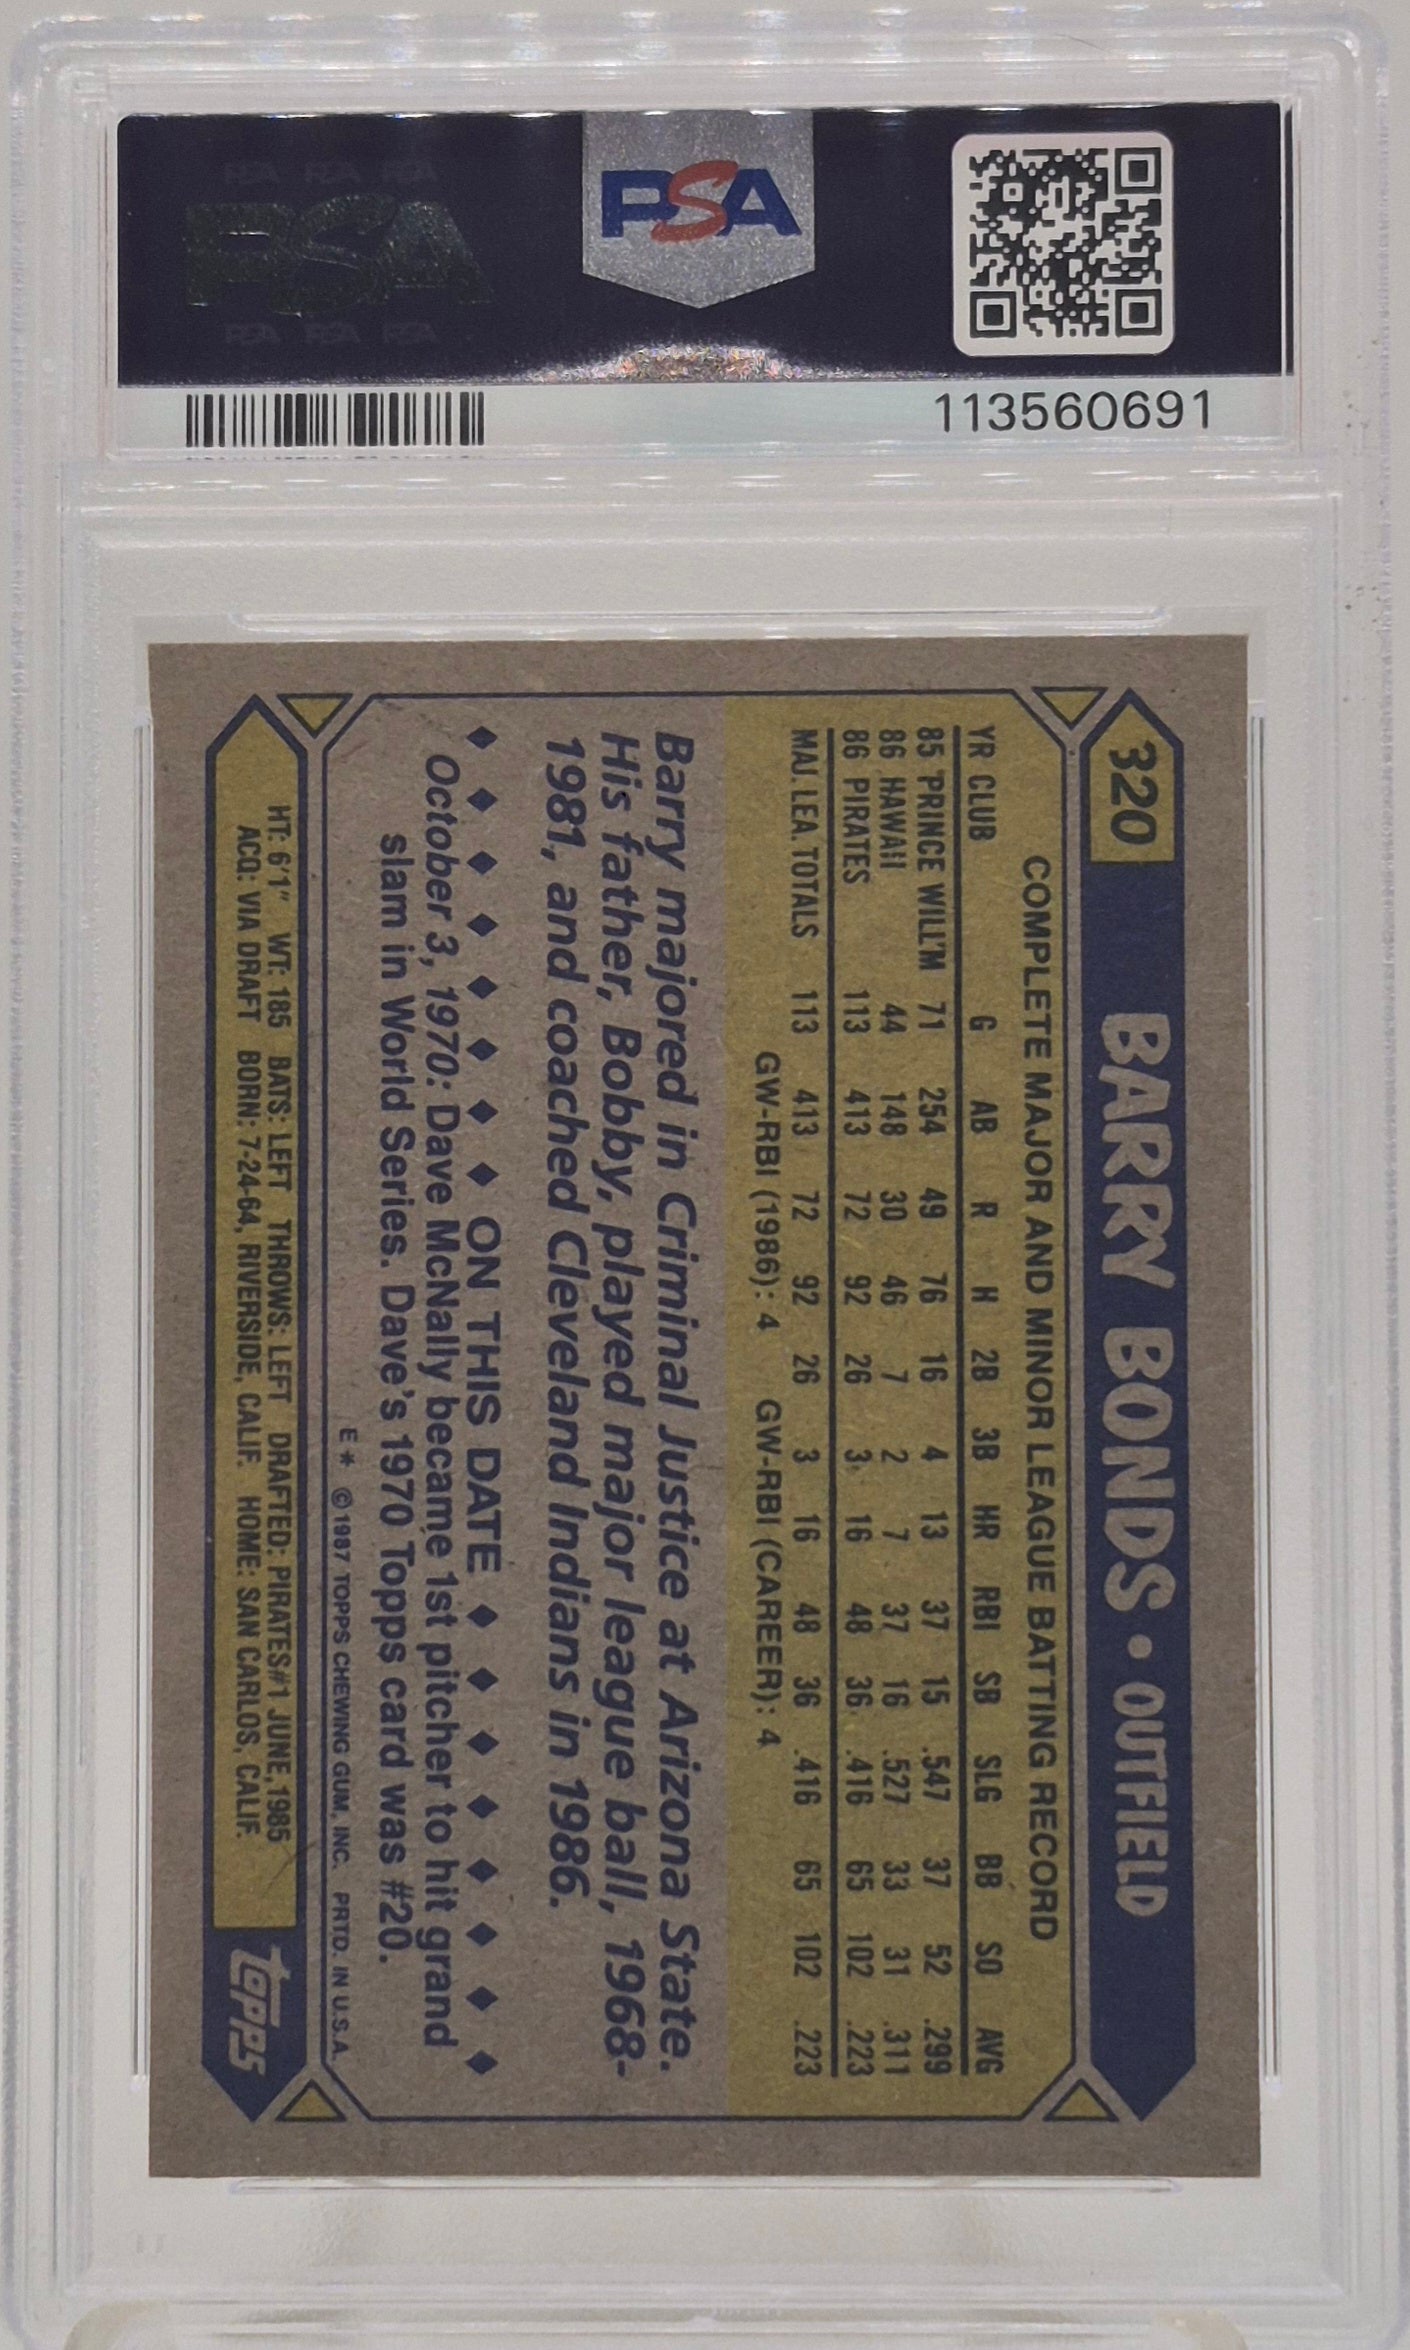 PSA PSA PSA
PSA
PSA PSA PSA
PSA
113560691
320 BARRY BONDS • OUTFIELD
COMPLETE MAJOR AND MINOR LEAGUE BATTING RECORD
YR CLUB G AB R H 2B 3B HR RBI SB SLG BB SO AVG
85 PRINCE WILL'M 71 254 49 76 16 4 13 37 15 .547 37 52 .299
86 HAWAII 44 148 30 46 7 2 7 37 16 .527 33 31 .311
86 PIRATES 113 413 72 92 26 3 16 48 36 .416 65 102 .223
MAJ. LEA. TOTALS 113 413 72 92 26 3 16 48 36 .416 65 102 .223
GW-RBI (1986): 4 GW-RBI (CAREER): 4
Barry majored in Criminal Justice at Arizona State.
His father, Bobby, played major league ball, 1968-
1981, and coached Cleveland Indians in 1986.
◆ ◆ ◆ ◆ ◆ ◆ ◆ ◆ ON THIS DATE ◆ ◆ ◆ ◆ ◆ ◆ ◆ ◆
October 3, 1970: Dave McNally became 1st pitcher to hit grand
slam in World Series. Dave's 1970 Topps card was #20.
E* ©1987 TOPPS CHEWING GUM, INC. PRTD. IN U.S.A.
HT: 6'1" WT: 185 BATS: LEFT THROWS: LEFT DRAFTED: PIRATES#1 JUNE, 1985
ACQ: VIA DRAFT BORN: 7-24-64, RIVERSIDE, CALIF. HOME: SAN CARLOS, CALIF.
topps